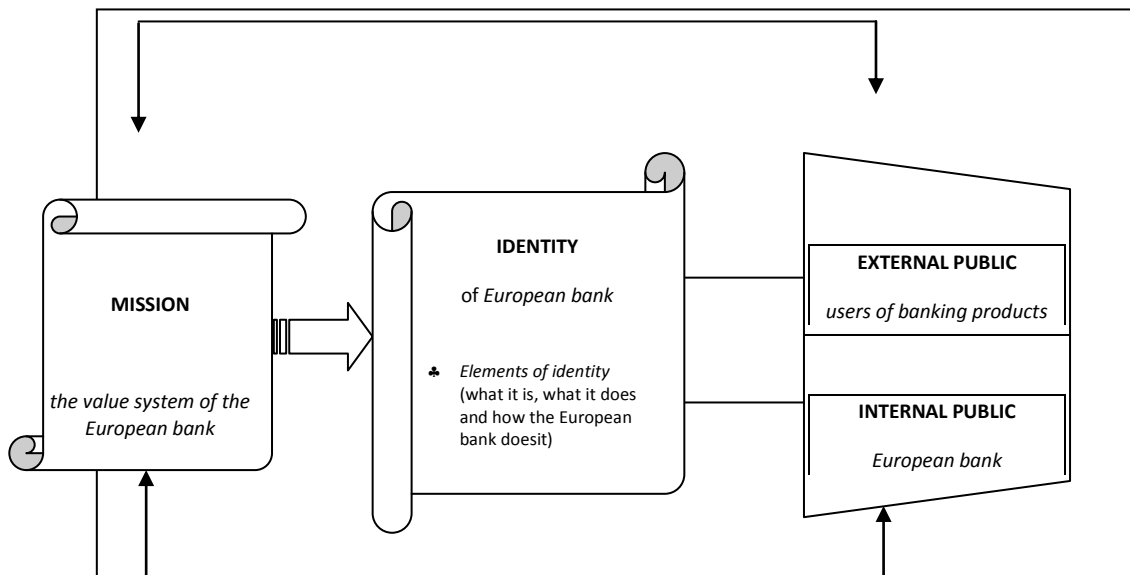 MISSION
the value system of the
European bank
IDENTITY
of European bank
♣ Elements of identity
(what it is, what it does
and how the European
bank doesit)
EXTERNAL PUBLIC
users of banking products
INTERNAL PUBLIC
European bank